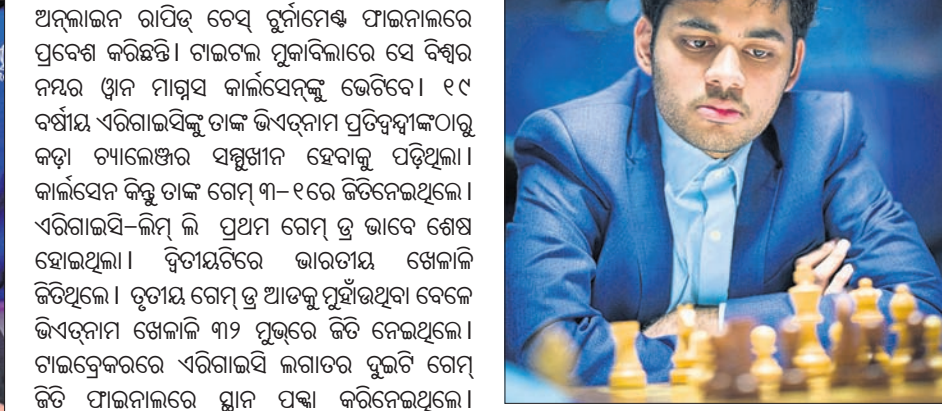 ଅନ୍‌ଲାଇନ ରାପିଡ୍ ଚେସ୍ ଟୁର୍ନାମେଣ୍ଟ ଫାଇନାଲରେ
ପ୍ରବେଶ କରିଛନ୍ତି। ଟାଇଟଲ ମୁକାବିଲାରେ ସେ ବିଶ୍ୱର
ନମ୍ବର ୱାନ ମାଗ୍ନସ କାର୍ଲସେନ୍‌ଙ୍କୁ ଭେଟିବେ। ୧୯
ବର୍ଷୀୟ ଏରିଗାଇସିଙ୍କୁ ତାଙ୍କ ଭିଏତ୍‌ନାମ ପ୍ରତିଦ୍ୱନ୍ଦ୍ୱୀଙ୍କଠାରୁ
କଡ଼ା ଚ୍ୟାଲେଞ୍ଜର ସମ୍ମୁଖୀନ ହେବାକୁ ପଡ଼ିଥିଲା।
କାର୍ଲସେନ କିନ୍ତୁ ତାଙ୍କ ଗେମ୍ ୩–୧ରେ ଜିତିନେଇଥିଲେ।
ଏରିଗାଇସି–ଲିମ୍ ଲି ପ୍ରଥମ ଗେମ୍ ଡ୍ର ଭାବେ ଶେଷ
ହୋଇଥିଲା। ଦ୍ୱିତୀୟଟିରେ ଭାରତୀୟ ଖେଳାଳି
ଜିତିଥିଲେ। ତୃତୀୟ ଗେମ୍ ଡ୍ର ଆଡକୁ ମୁହାଁଉଥିବା ବେଳେ
ଭିଏତ୍‌ନାମ ଖେଳାଳି ୩୨ ମୁଭ୍‌ରେ ଜିତି ନେଇଥିଲେ।
ଟାଇବ୍ରେକରରେ ଏରିଗାଇସି ଲଗାତର ଦୁଇଟି ଗେମ୍
ଜିତି ଫାଇନାଲରେ ସ୍ଥାନ ପକ୍କା କରିନେଇଥିଲେ।